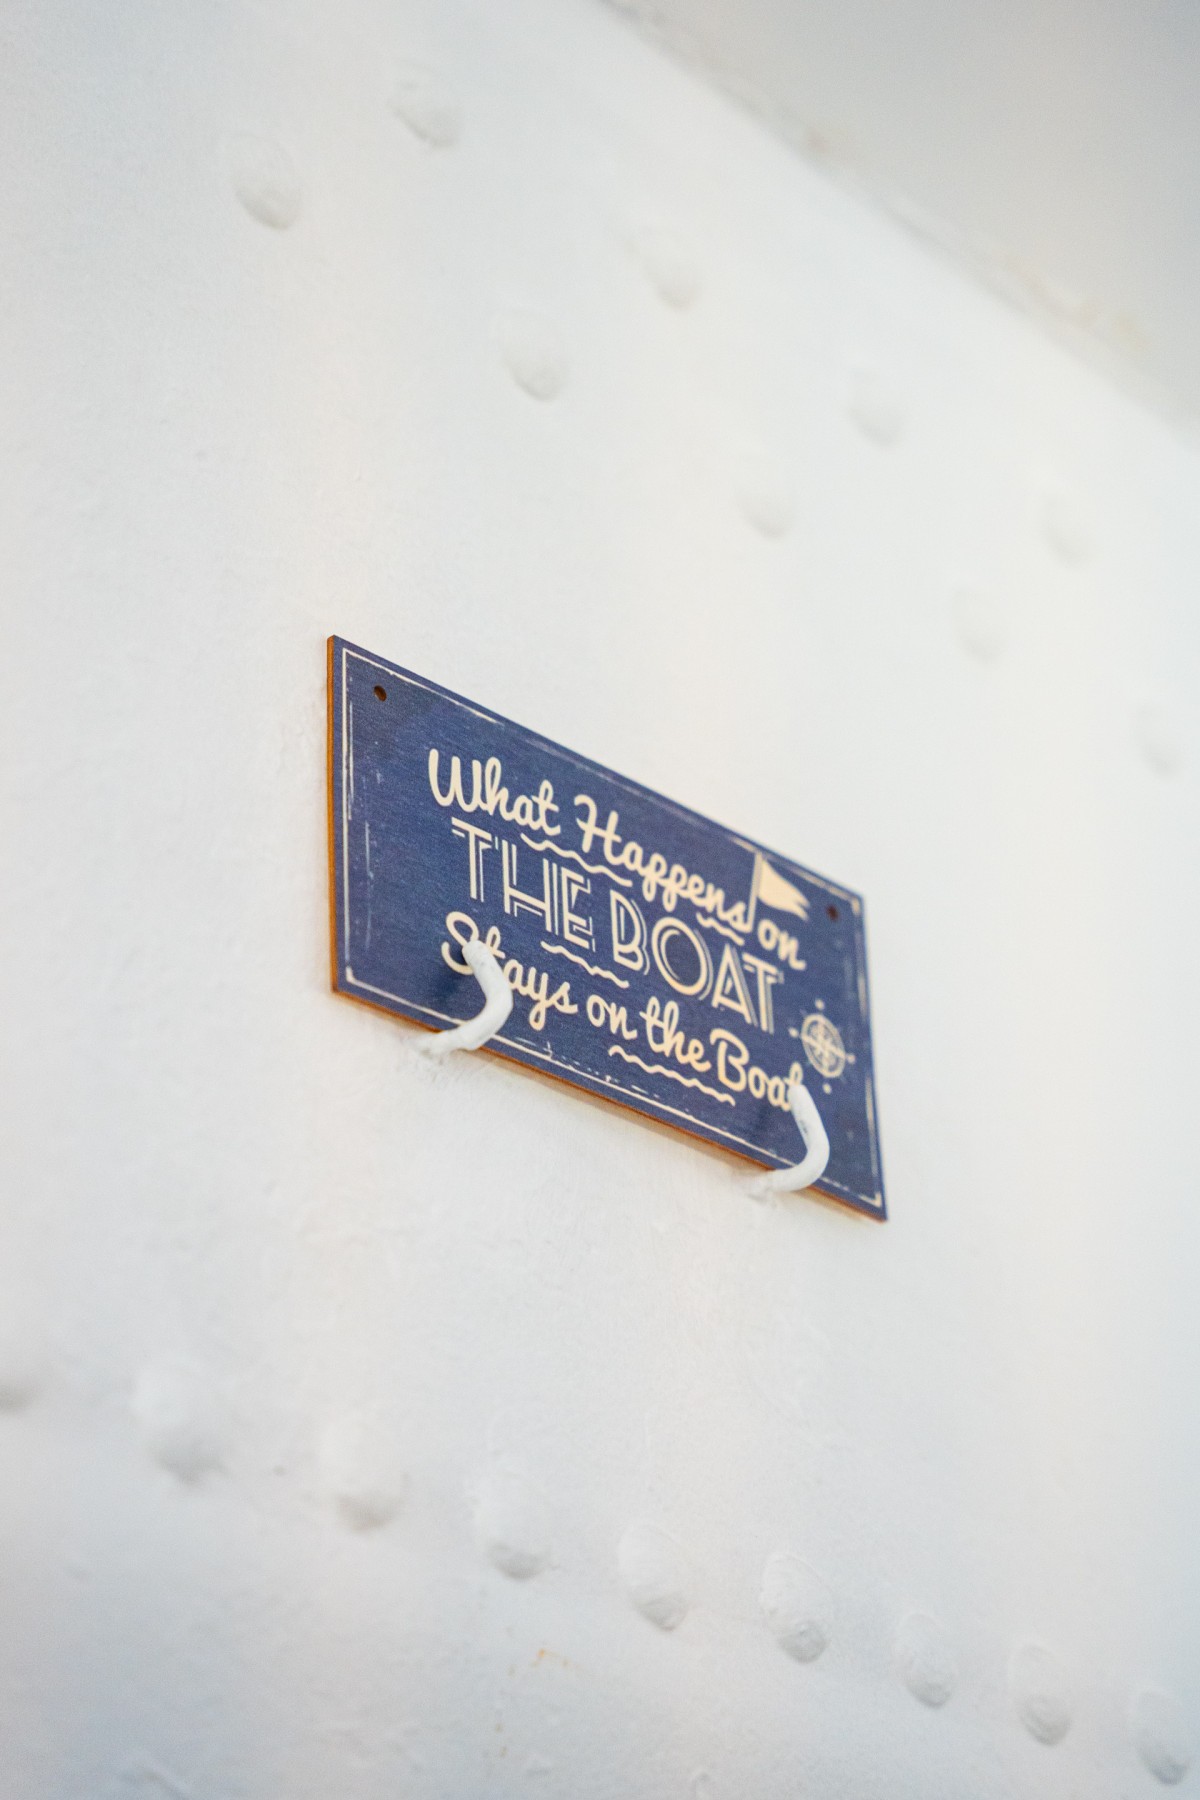 What Happens on
THE BOAT
Stays on the Boat